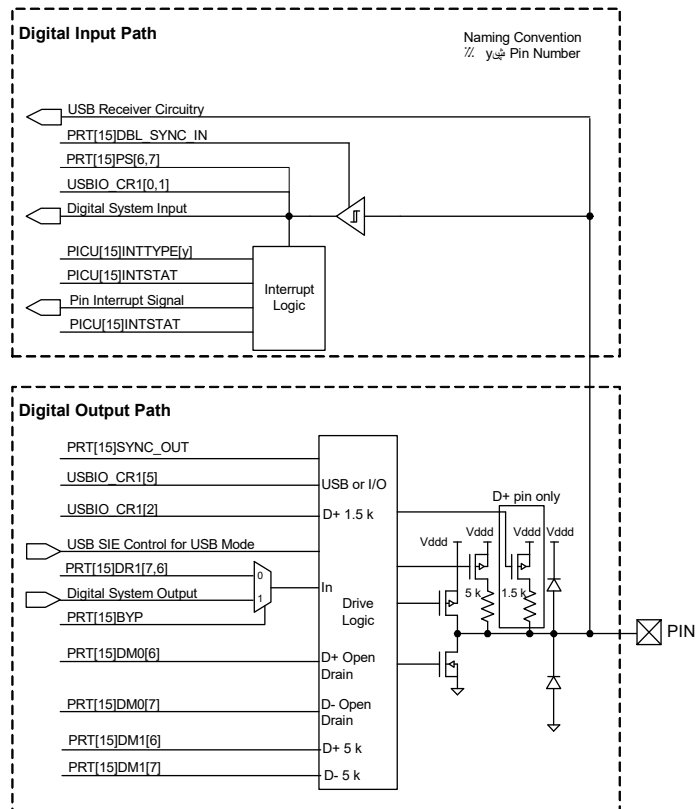 Digital Input Path
Naming Convention
y Pin Number
USB Receiver Circuitry
PRT[15]DBL_SYNC_IN
PRT[15]PS[6,7]
USBIO_CR1[0,1]
Digital System Input
PICU[15]INTTYPE[y]
PICU[15]INTSTAT
Pin Interrupt Signal
PICU[15]INTSTAT
Interrupt
Logic
Digital Output Path
PRT[15]SYNC_OUT
USBIO_CR1[5]
USB or I/O
USBIO_CR1[2]
D+ 1.5 k
D+ pin only
USB SIE Control for USB Mode
Vddd
Vddd
Vddd
Vddd
PRT[15]DR1[7,6]
0
Digital System Output
1
In
5 k
1.5 k
PRT[15]BYP
Drive
Logic
PIN
PRT[15]DM0[6]
D+ Open
Drain
PRT[15]DM0[7]
D- Open
Drain
PRT[15]DM1[6]
D+ 5 k
PRT[15]DM1[7]
D- 5 k